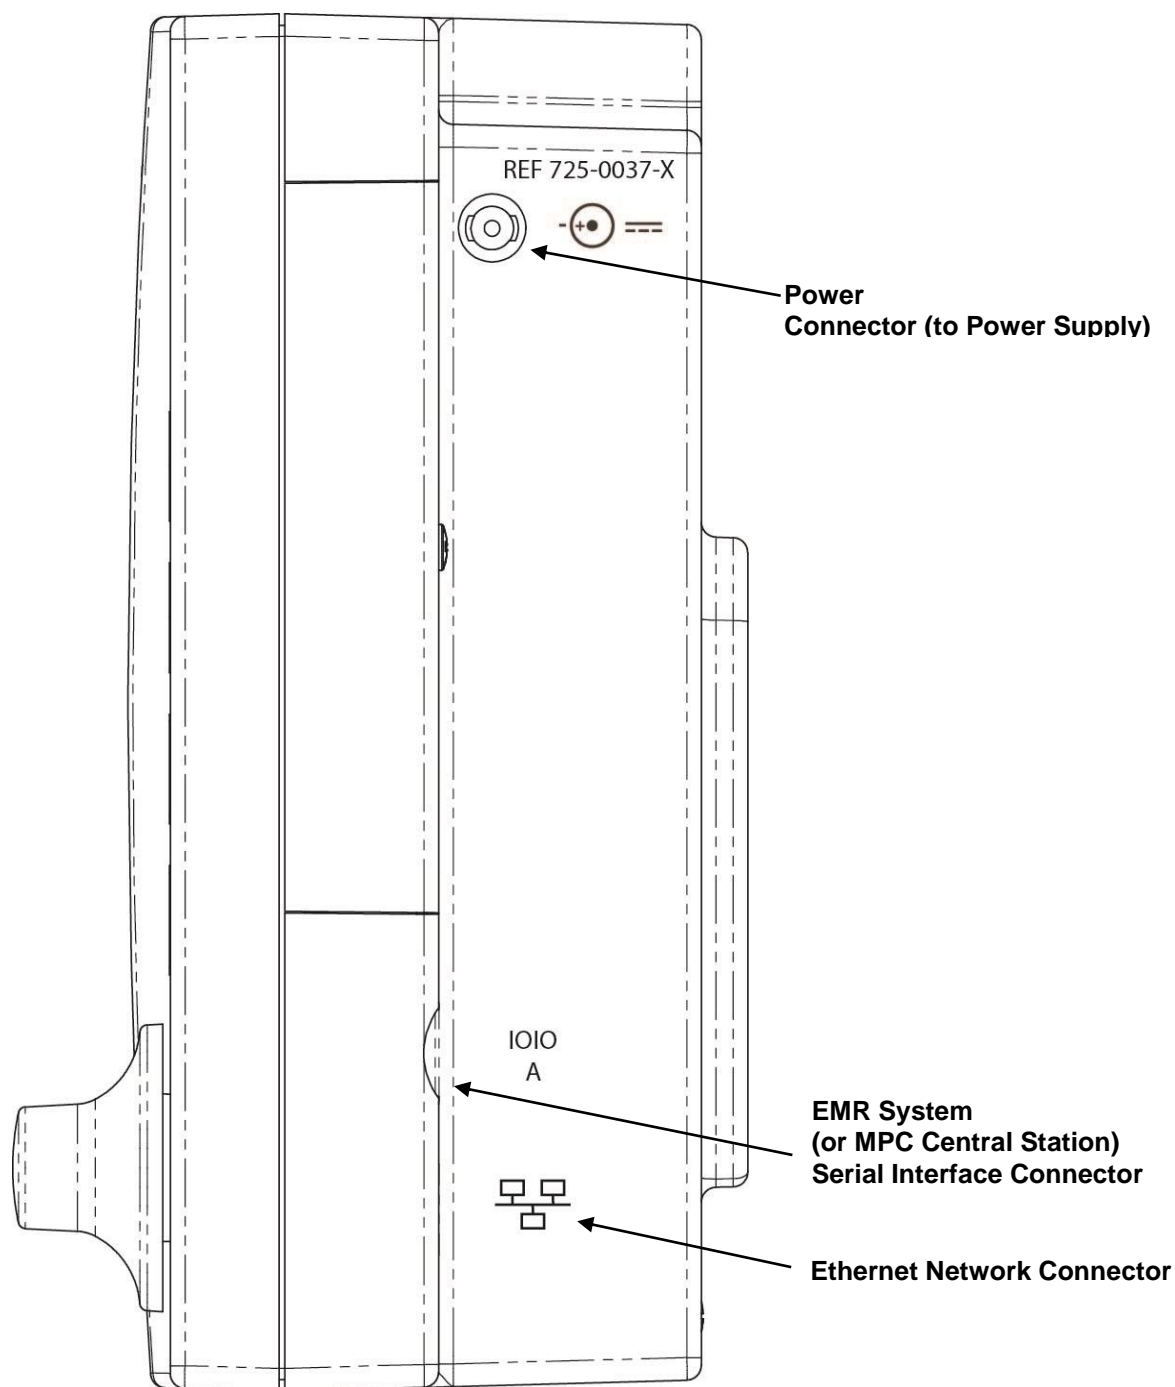 REF 725-0037-X
Power
Connector (to Power Supply)
IOIO
A
EMR System
(or MPC Central Station)
Serial Interface Connector
Ethernet Network Connector